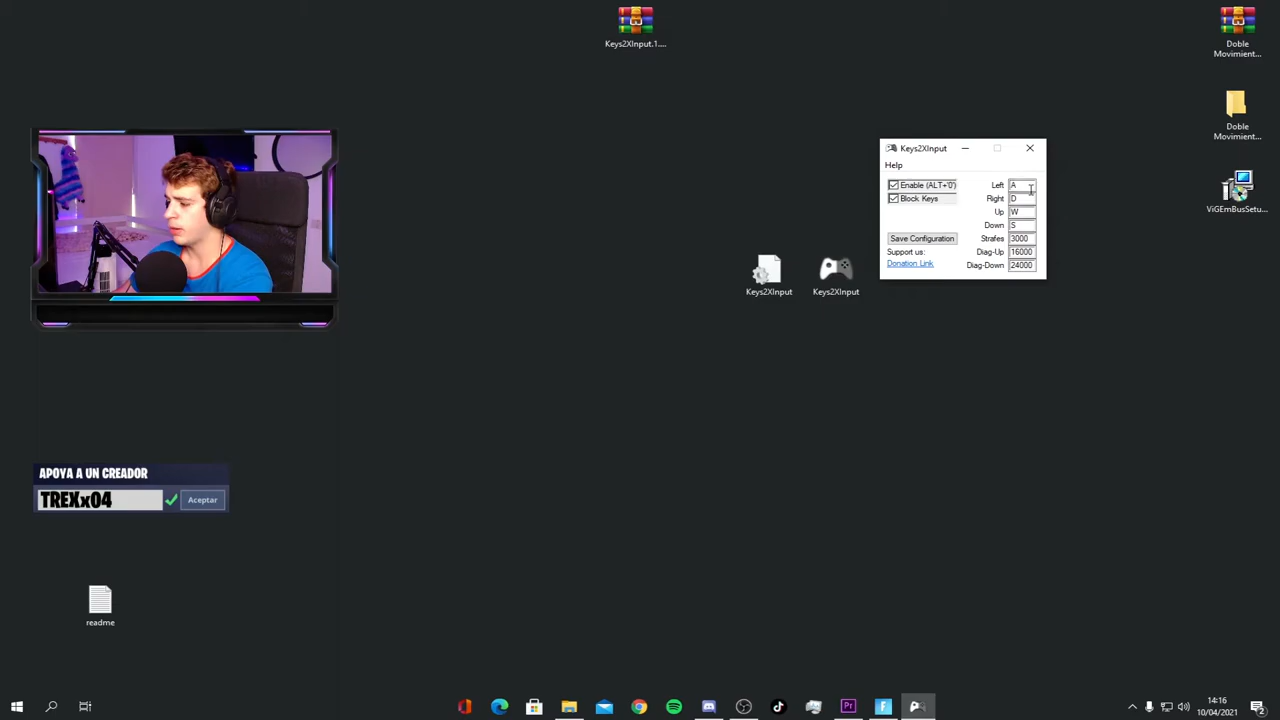 Keys2XInput.1....
Doble
Movimient...
Doble
Movimient...
ViGEmBusSetu...
Keys2XInput
Help
Enable (ALT+'0')
Block Keys
Save Configuration
Support us:
Donation Link
Left A
Right D
Up W
Down S
Strafes 3000
Diag-Up 16000
Diag-Down 24000
Keys2XInput
Keys2XInput
APOYA A UN CREADOR
TREXx04
Aceptar
readme
14:16
10/04/2021
2